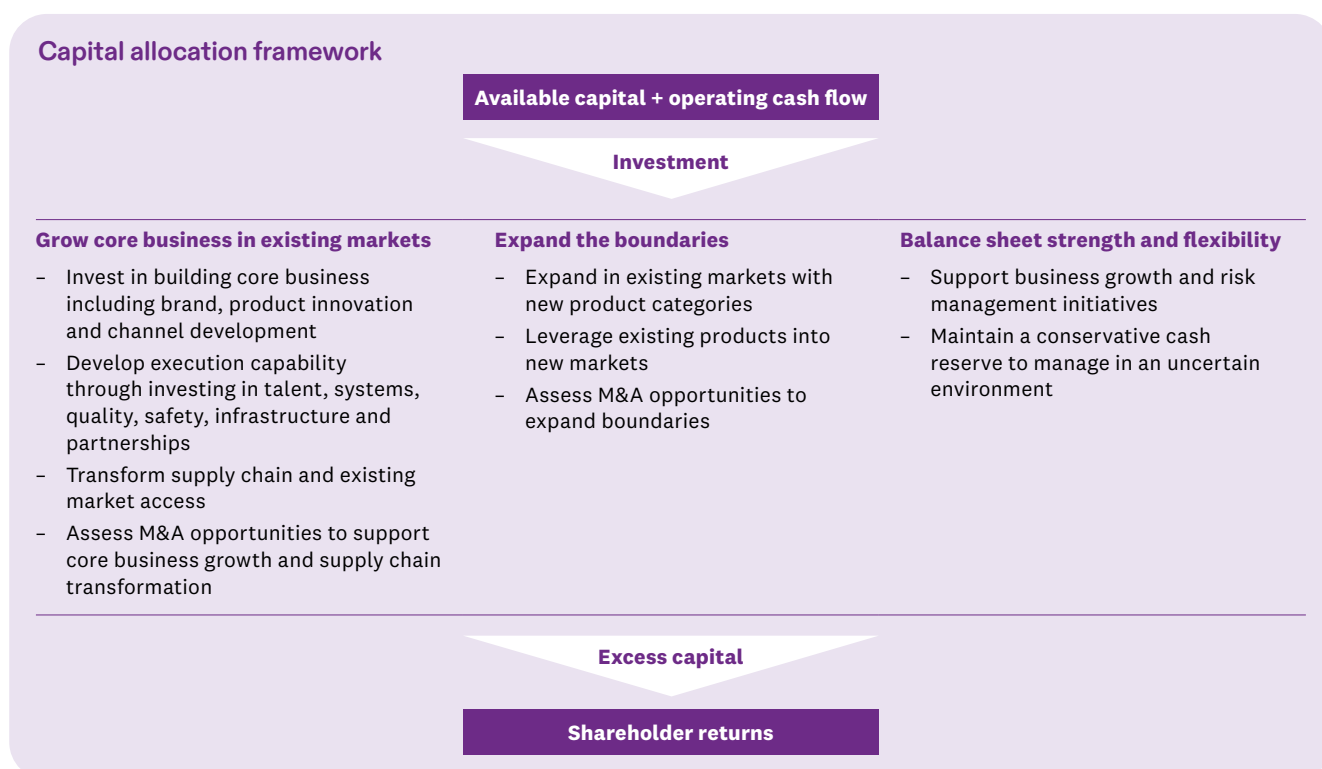 Capital allocation framework
Available capital + operating cash flow
Investment
Grow core business in existing markets
– Invest in building core business
including brand, product innovation
and channel development
– Develop execution capability
through investing in talent, systems,
quality, safety, infrastructure and
partnerships
– Transform supply chain and existing
market access
– Assess M&A opportunities to support
core business growth and supply chain
transformation
Expand the boundaries
– Expand in existing markets with
new product categories
– Leverage existing products into
new markets
– Assess M&A opportunities to
expand boundaries
Balance sheet strength and flexibility
– Support business growth and risk
management initiatives
– Maintain a conservative cash
reserve to manage in an uncertain
environment
Excess capital
Shareholder returns